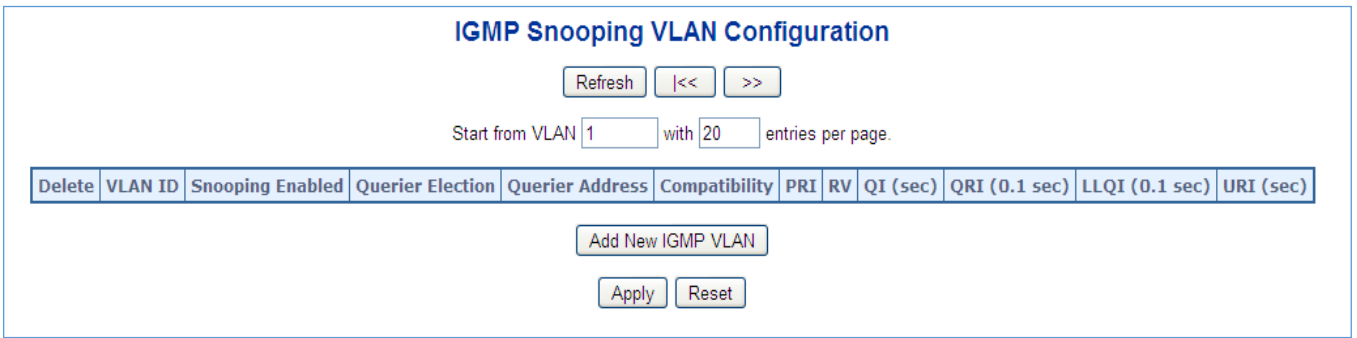 IGMP Snooping VLAN Configuration
Refresh |<< >>
Start from VLAN 1 with 20 entries per page.
Delete VLAN ID Snooping Enabled Querier Election Querier Address Compatibility PRI RV QI (sec) QRI (0.1 sec) LLQI (0.1 sec) URI (sec)
Add New IGMP VLAN
Apply Reset